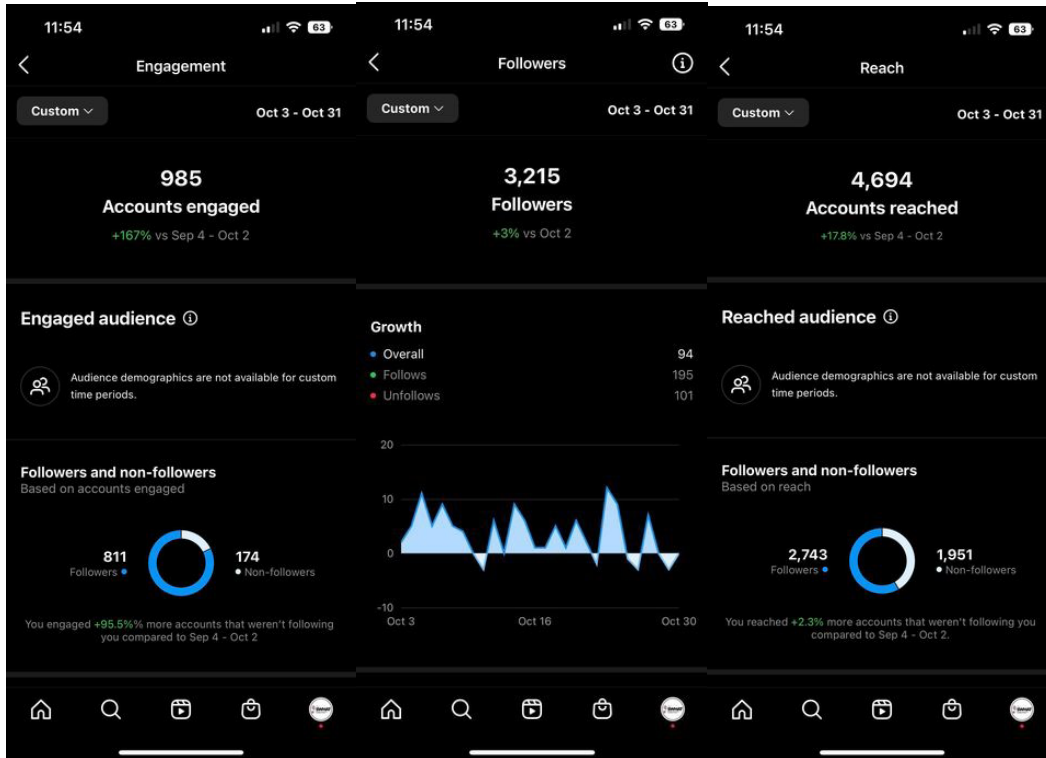 11:54
63
Engagement
Custom
Oct 3 - Oct 31
985
Accounts engaged
+167% vs Sep 4 - Oct 2
Engaged audience
Audience demographics are not available for custom
time periods.
Followers and non-followers
Based on accounts engaged
811
Followers
174
Non-followers
You engaged +95.5%% more accounts that weren't following
you compared to Sep 4 - Oct 2
11:54
63
Followers
Custom
Oct 3 - Oct 31
3,215
Followers
+3% vs Oct 2
Growth
Overall 94
Follows 195
Unfollows 101
20
10
0
-10
Oct 3 Oct 16 Oct 30
11:54
63
Reach
Custom
Oct 3 - Oct 31
4,694
Accounts reached
+17.8% vs Sep 4 - Oct 2
Reached audience
Audience demographics are not available for custom
time periods.
Followers and non-followers
Based on reach
2,743
Followers
1,951
Non-followers
You reached +2.3% more accounts that weren't following you
compared to Sep 4 - Oct 2.